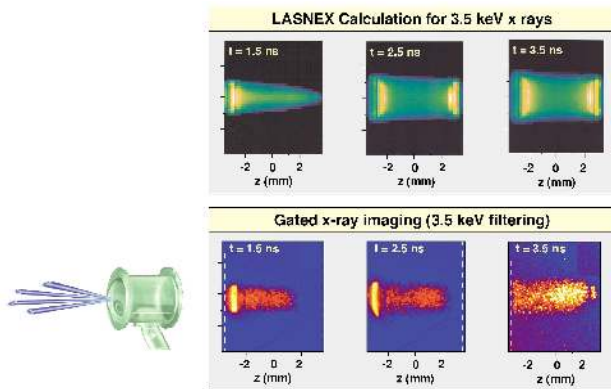 LASNEX Calculation for 3.5 keV x rays
t = 1.5 ns t = 2.5 ns t = 3.5 ns
-2 0 2 -2 0 2 -2 0 2
z (mm) z (mm) z (mm)
Gated x-ray imaging (3.5 keV filtering)
t = 1.5 ns t = 2.5 ns t = 3.5 ns
-2 0 2 -2 0 2 -2 0 2
z (mm) z (mm) z (mm)